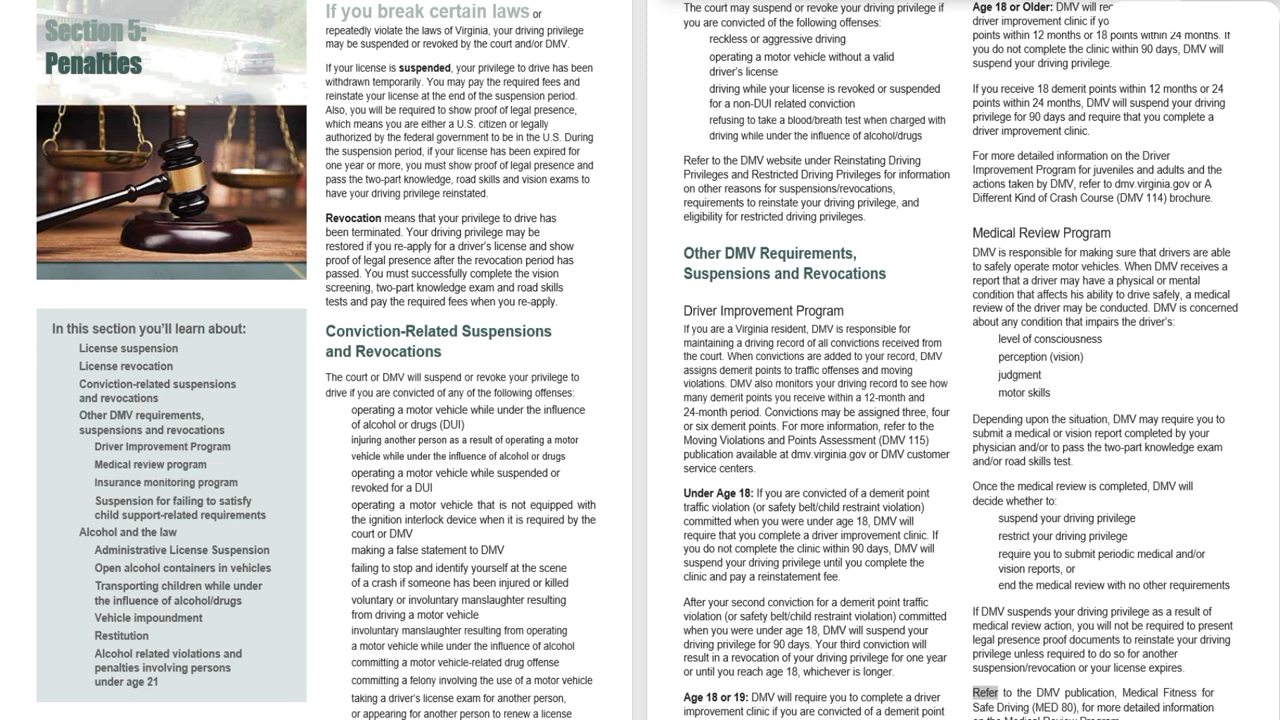 Section 5:
Penalties
In this section you'll learn about:
License suspension
License revocation
Conviction-related suspensions
and revocations
Other DMV requirements,
suspensions and revocations
Driver Improvement Program
Medical review program
Insurance monitoring program
Suspension for failing to satisfy
child support-related requirements
Alcohol and the law
Administrative License Suspension
Open alcohol containers in vehicles
Transporting children while under
the influence of alcohol/drugs
Vehicle impoundment
Restitution
Alcohol related violations and
penalties involving persons
under age 21
If you break certain laws or
repeatedly violate the laws of Virginia, your driving privilege
may be suspended or revoked by the court and/or DMV.
If your license is suspended, your privilege to drive has been
withdrawn temporarily. You may pay the required fees and
reinstate your license at the end of the suspension period.
Also, you will be required to show proof of legal presence,
which means you are either a U.S. citizen or legally
authorized by the federal government to be in the U.S. During
the suspension period, if your license has been expired for
one year or more, you must show proof of legal presence and
pass the two-part knowledge, road skills and vision exams to
have your driving privilege reinstated.
Revocation means that your privilege to drive has
been terminated. Your driving privilege may be
restored if you re-apply for a driver's license and show
proof of legal presence after the revocation period has
passed. You must successfully complete the vision
screening, two-part knowledge exam and road skills
tests and pay the required fees when you re-apply.
Conviction-Related Suspensions
and Revocations
The court or DMV will suspend or revoke your privilege to
drive if you are convicted of any of the following offenses:
operating a motor vehicle while under the influence
of alcohol or drugs (DUI)
injuring another person as a result of operating a motor
vehicle while under the influence of alcohol or drugs
operating a motor vehicle while suspended or
revoked for a DUI
operating a motor vehicle that is not equipped with
the ignition interlock device when it is required by the
court or DMV
making a false statement to DMV
failing to stop and identify yourself at the scene
of a crash if someone has been injured or killed
voluntary or involuntary manslaughter resulting
from driving a motor vehicle
involuntary manslaughter resulting from operating
a motor vehicle while under the influence of alcohol
committing a motor vehicle-related drug offense
committing a felony involving the use of a motor vehicle
taking a driver's license exam for another person,
or appearing for another person to renew a license
The court may suspend or revoke your driving privilege if
you are convicted of the following offenses:
reckless or aggressive driving
operating a motor vehicle without a valid
driver's license
driving while your license is revoked or suspended
for a non-DUI related conviction
refusing to take a blood/breath test when charged with
driving while under the influence of alcohol/drugs
Refer to the DMV website under Reinstating Driving
Privileges and Restricted Driving Privileges for information
on other reasons for suspensions/revocations,
requirements to reinstate your driving privilege, and
eligibility for restricted driving privileges.
Other DMV Requirements,
Suspensions and Revocations
Driver Improvement Program
If you are a Virginia resident, DMV is responsible for
maintaining a driving record of all convictions received from
the court. When convictions are added to your record, DMV
assigns demerit points to traffic offenses and moving
violations. DMV also monitors your driving record to see how
many demerit points you receive within a 12-month and
24-month period. Convictions may be assigned three, four
or six demerit points. For more information, refer to the
Moving Violations and Points Assessment (DMV 115)
publication available at dmv.virginia.gov or DMV customer
service centers.
Under Age 18: If you are convicted of a demerit point
traffic violation (or safety belt/child restraint violation)
committed when you were under age 18, DMV will
require that you complete a driver improvement clinic. If
you do not complete the clinic within 90 days, DMV will
suspend your driving privilege until you complete the
clinic and pay a reinstatement fee.
After your second conviction for a demerit point traffic
violation (or safety belt/child restraint violation) committed
when you were under age 18, DMV will suspend your
driving privilege for 90 days. Your third conviction will
result in a revocation of your driving privilege for one year
or until you reach age 18, whichever is longer.
Age 18 or 19: DMV will require you to complete a driver
improvement clinic if you are convicted of a demerit point
Age 18 or Older: DMV will
driver improvement clinic if
points within 12 months or 18 points within 24 months. If
you do not complete the clinic within 90 days, DMV will
suspend your driving privilege.
If you receive 18 demerit points within 12 months or 24
points within 24 months, DMV will suspend your driving
privilege for 90 days and require that you complete a
driver improvement clinic.
For more detailed information on the Driver
Improvement Program for juveniles and adults and the
actions taken by DMV, refer to dmv.virginia.gov or A
Different Kind of Crash Course (DMV 114) brochure.
Medical Review Program
DMV is responsible for making sure that drivers are able
to safely operate motor vehicles. When DMV receives a
report that a driver may have a physical or mental
condition that affects his ability to drive safely, a medical
review of the driver may be conducted. DMV is concerned
about any condition that impairs the driver's:
level of consciousness
perception (vision)
judgment
motor skills
Depending upon the situation, DMV may require you to
submit a medical or vision report completed by your
physician and/or to pass the two-part knowledge exam
and/or road skills test.
Once the medical review is completed, DMV will
decide whether to:
suspend your driving privilege
restrict your driving privilege
require you to submit periodic medical and/or
vision reports, or
end the medical review with no other requirements
If DMV suspends your driving privilege as a result of
medical review action, you will not be required to present
legal presence proof documents to reinstate your driving
privilege unless required to do so for another
suspension/revocation or your license expires.
Refer to the DMV publication, Medical Fitness for
Safe Driving (MED 80), for more detailed information